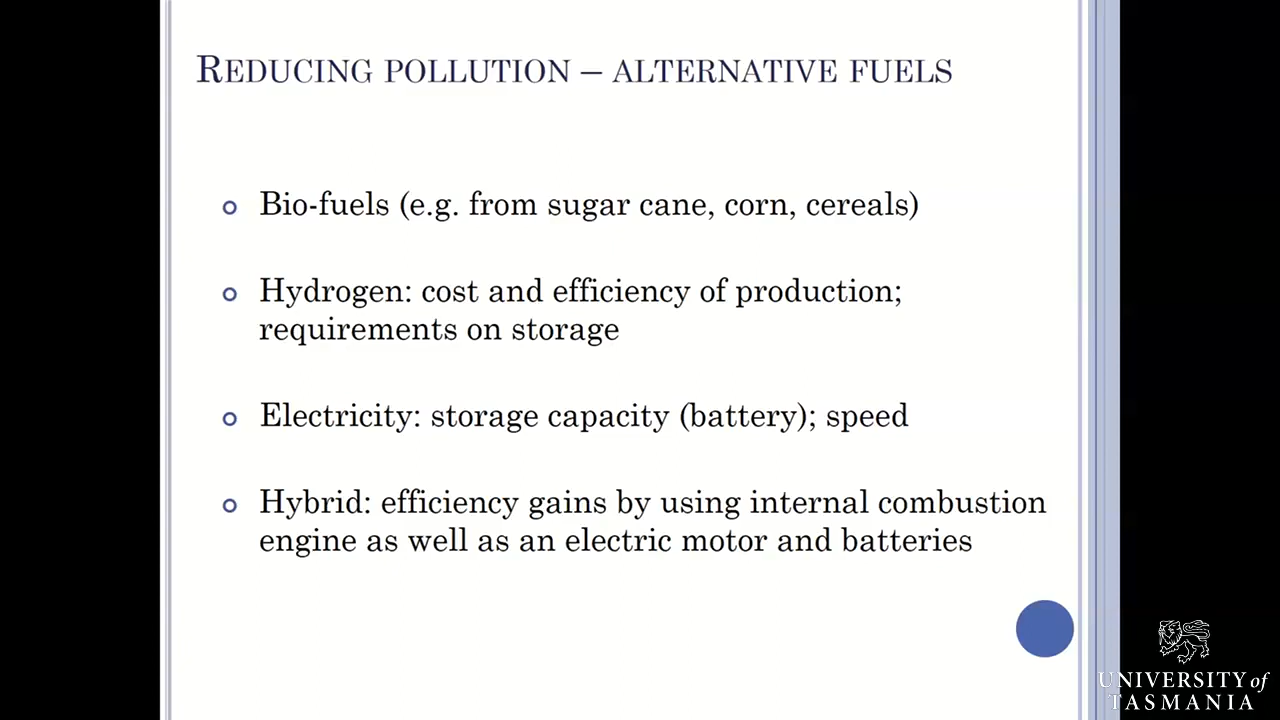 REDUCING POLLUTION – ALTERNATIVE FUELS
Bio-fuels (e.g. from sugar cane, corn, cereals)
Hydrogen: cost and efficiency of production;
requirements on storage
Electricity: storage capacity (battery); speed
Hybrid: efficiency gains by using internal combustion
engine as well as an electric motor and batteries
UNIVERSITY of
TASMANIA